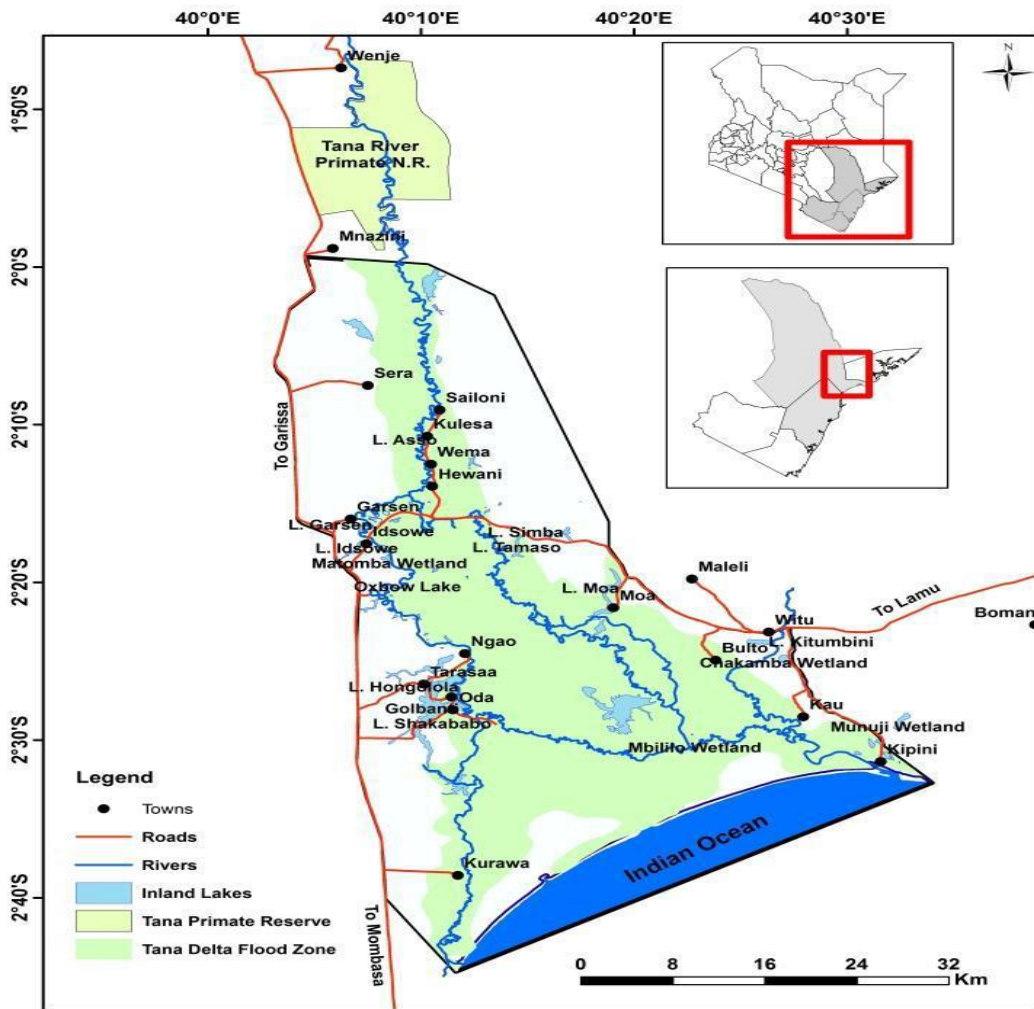 40°0'E
40°10'E
40°20'E
40°30'E
N
1°50'S
2°0'S
2°10'S
2°20'S
2°30'S
2°40'S
Wenje
Tana River
Primate N.R.
Mnazini
Sera
Sailoni
Kulesa
L. Asso
Wema
Hewani
To Garissa
Garsen
L. Garsen
Idsowe
L. Idsowe
L. Simba
L. Tamaso
Matomba Wetland
Oxbow Lake
L. Moa
Moa
Maleli
Witu
To Lamu
Boman
L. Kitumbini
Bulto
Chakamba Wetland
Ngao
Tarasaa
L. Hongolola
Oda
Golbanti
L. Shakababo
Kau
Munuji Wetland
Mbililo Wetland
Kipini
Indian Ocean
Kurawa
To Mombasa
Legend
Towns
Roads
Rivers
Inland Lakes
Tana Primate Reserve
Tana Delta Flood Zone
0 8 16 24 32
Km